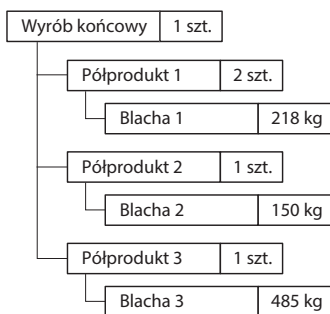 Wyrób końcowy 1 szt.
Półprodukt 1 2 szt.
Blacha 1 218 kg
Półprodukt 2 1 szt.
Blacha 2 150 kg
Półprodukt 3 1 szt.
Blacha 3 485 kg